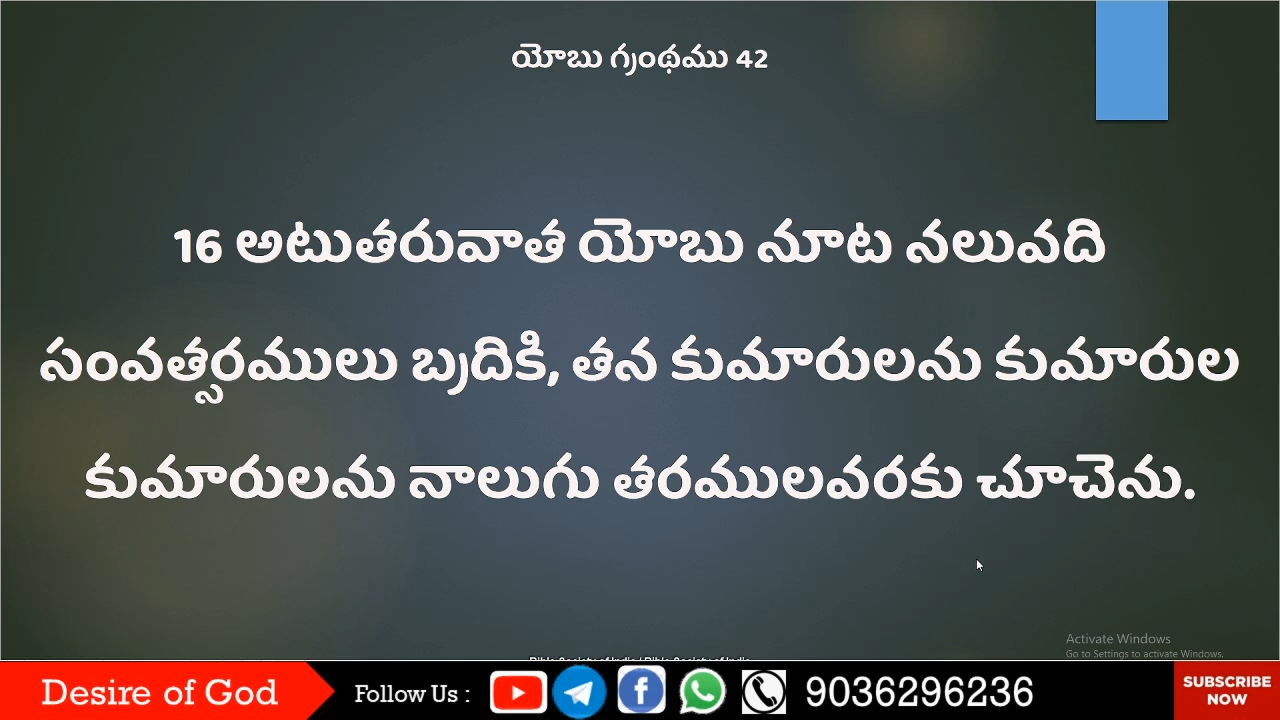 యోబు గ్రంథము 42
16 అటుతరువాత యోబు నూట నలువది
సంవత్సరములు బ్రదికి, తన కుమారులను కుమారుల
కుమారులను నాలుగు తరములవరకు చూచెను.
Activate Windows
Go to Settings to activate Windows.
Desire of God
Follow Us :
9036296236
SUBSCRIBE
NOW